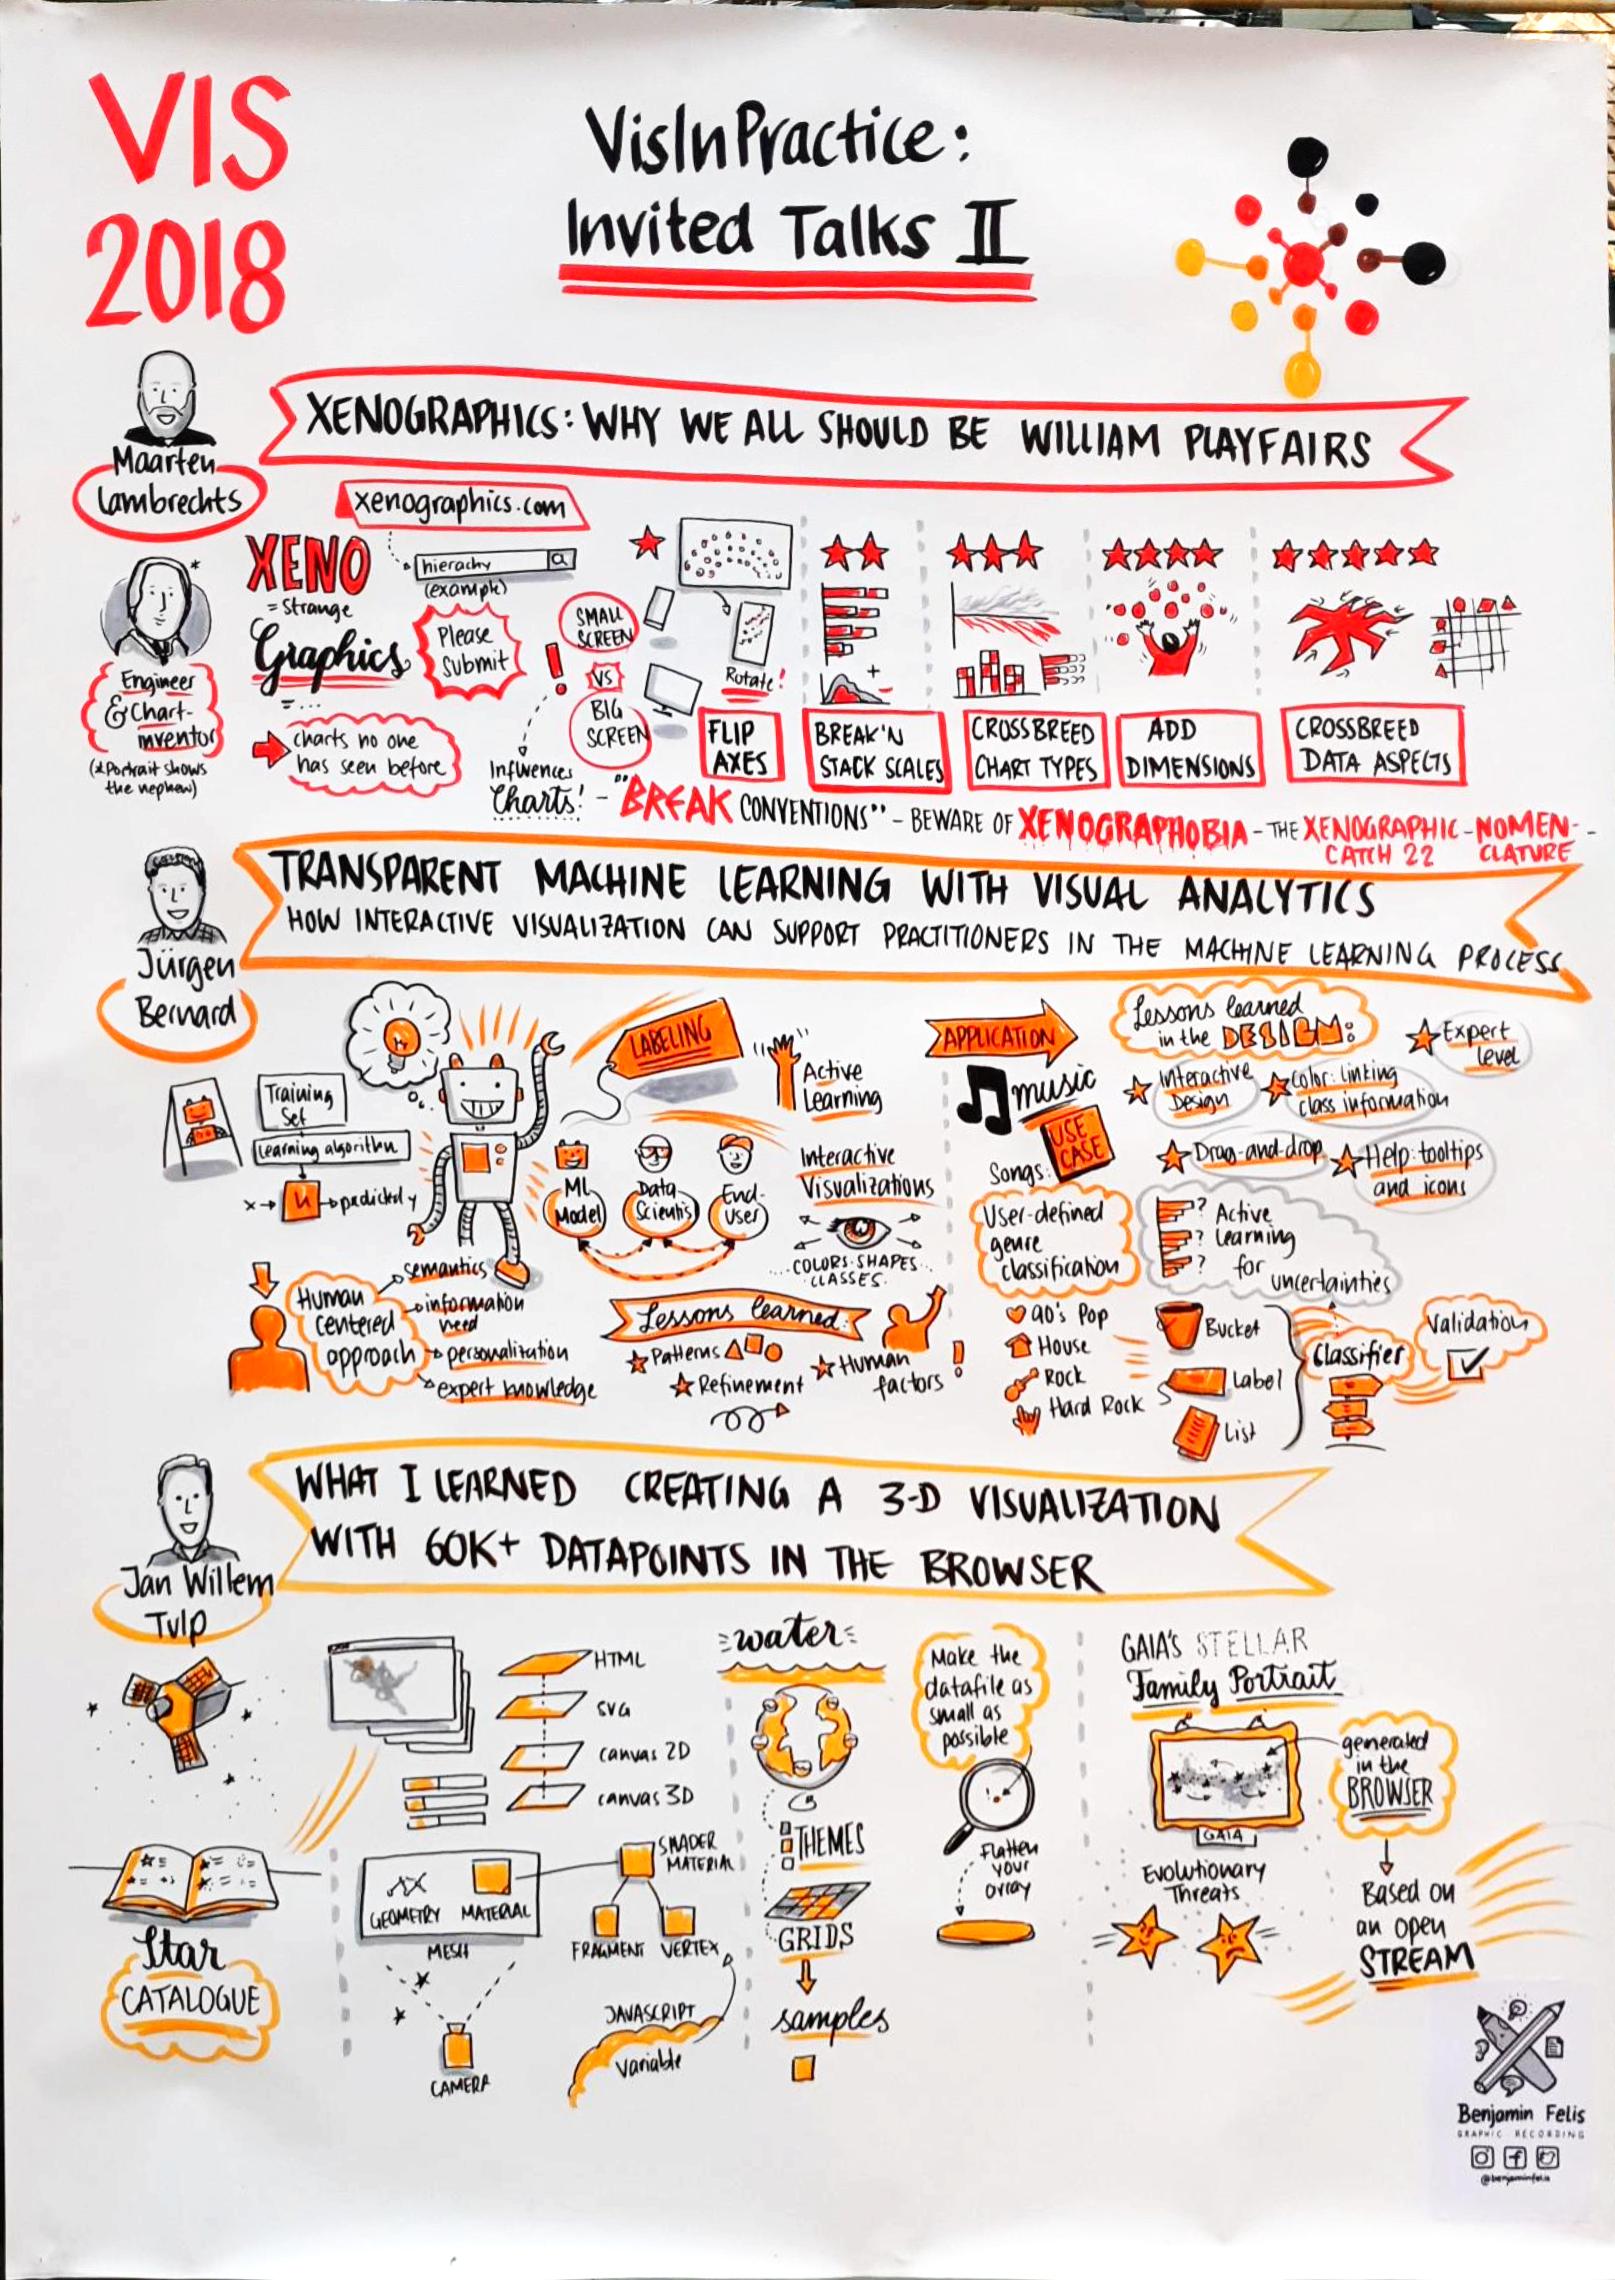 VIS
2018
VisInPractice:
Invited Talks II
Maarten
Lambrechts
XENOGRAPHICS: WHY WE ALL SHOULD BE WILLIAM PLAYFAIRS
xenographics.com
*
Engineer
& Chart-
inventor
(*Portrait shows
the nephew)
XENO
= Strange
Graphics
= ...
charts no one
has seen before
hierachy
(example)
Please
Submit
!
Influences
Charts!
SMALL
SCREEN
VS
BIG
SCREEN
Rotate!
FLIP
AXES
BREAK'N
STACK SCALES
CROSSBREED
CHART TYPES
ADD
DIMENSIONS
CROSSBREED
DATA ASPECTS
- "BREAK CONVENTIONS" - BEWARE OF XENOGRAPHOBIA - THE XENOGRAPHIC - NOMEN-
CATCH 22 CLATURE
Jürgen
Bernard
TRANSPARENT MACHINE LEARNING WITH VISUAL ANALYTICS
HOW INTERACTIVE VISUALIZATION CAN SUPPORT PRACTITIONERS IN THE MACHINE LEARNING PROCESS
Training
Set
Learning algorithm
x → u → predicted y
Human
centered
approach
semantics
information
need
personalization
expert knowledge
LABELING
Active
Learning
ML
Model
Data
Scientist
End-
User
Interactive
Visualizations
COLORS·SHAPES
CLASSES
Lessons learned:
Patterns
Refinement
Human
factors
!
APPLICATION
music
USE
CASE
Songs:
User-defined
genre
classification
90's Pop
House
Rock
Hard Rock
Lessons learned
in the DESIGN:
Expert
level
Interactive
Design
Color: linking
class information
Drag-and-drop
Help: tooltips
and icons
? Active
? Learning
? for
uncertainties
Bucket
Label
List
Classifier
Validation
Jan Willem
Tulp
WHAT I LEARNED CREATING A 3-D VISUALIZATION
WITH 60K+ DATAPOINTS IN THE BROWSER
Star
CATALOGUE
HTML
SVG
canvas 2D
canvas 3D
GEOMETRY MATERIAL
MESH
CAMERA
SHADER
MATERIAL
FRAGMENT VERTEX
JAVASCRIPT
variable
water
THEMES
GRIDS
samples
Make the
datafile as
small as
possible
Flatten
your
array
GAIA'S STELLAR
Family Portrait
GAIA
Evolutionary
Threats
generated
in the
BROWSER
Based on
an open
STREAM
Benjamin Felis
GRAPHIC RECORDING
@benjaminfelis